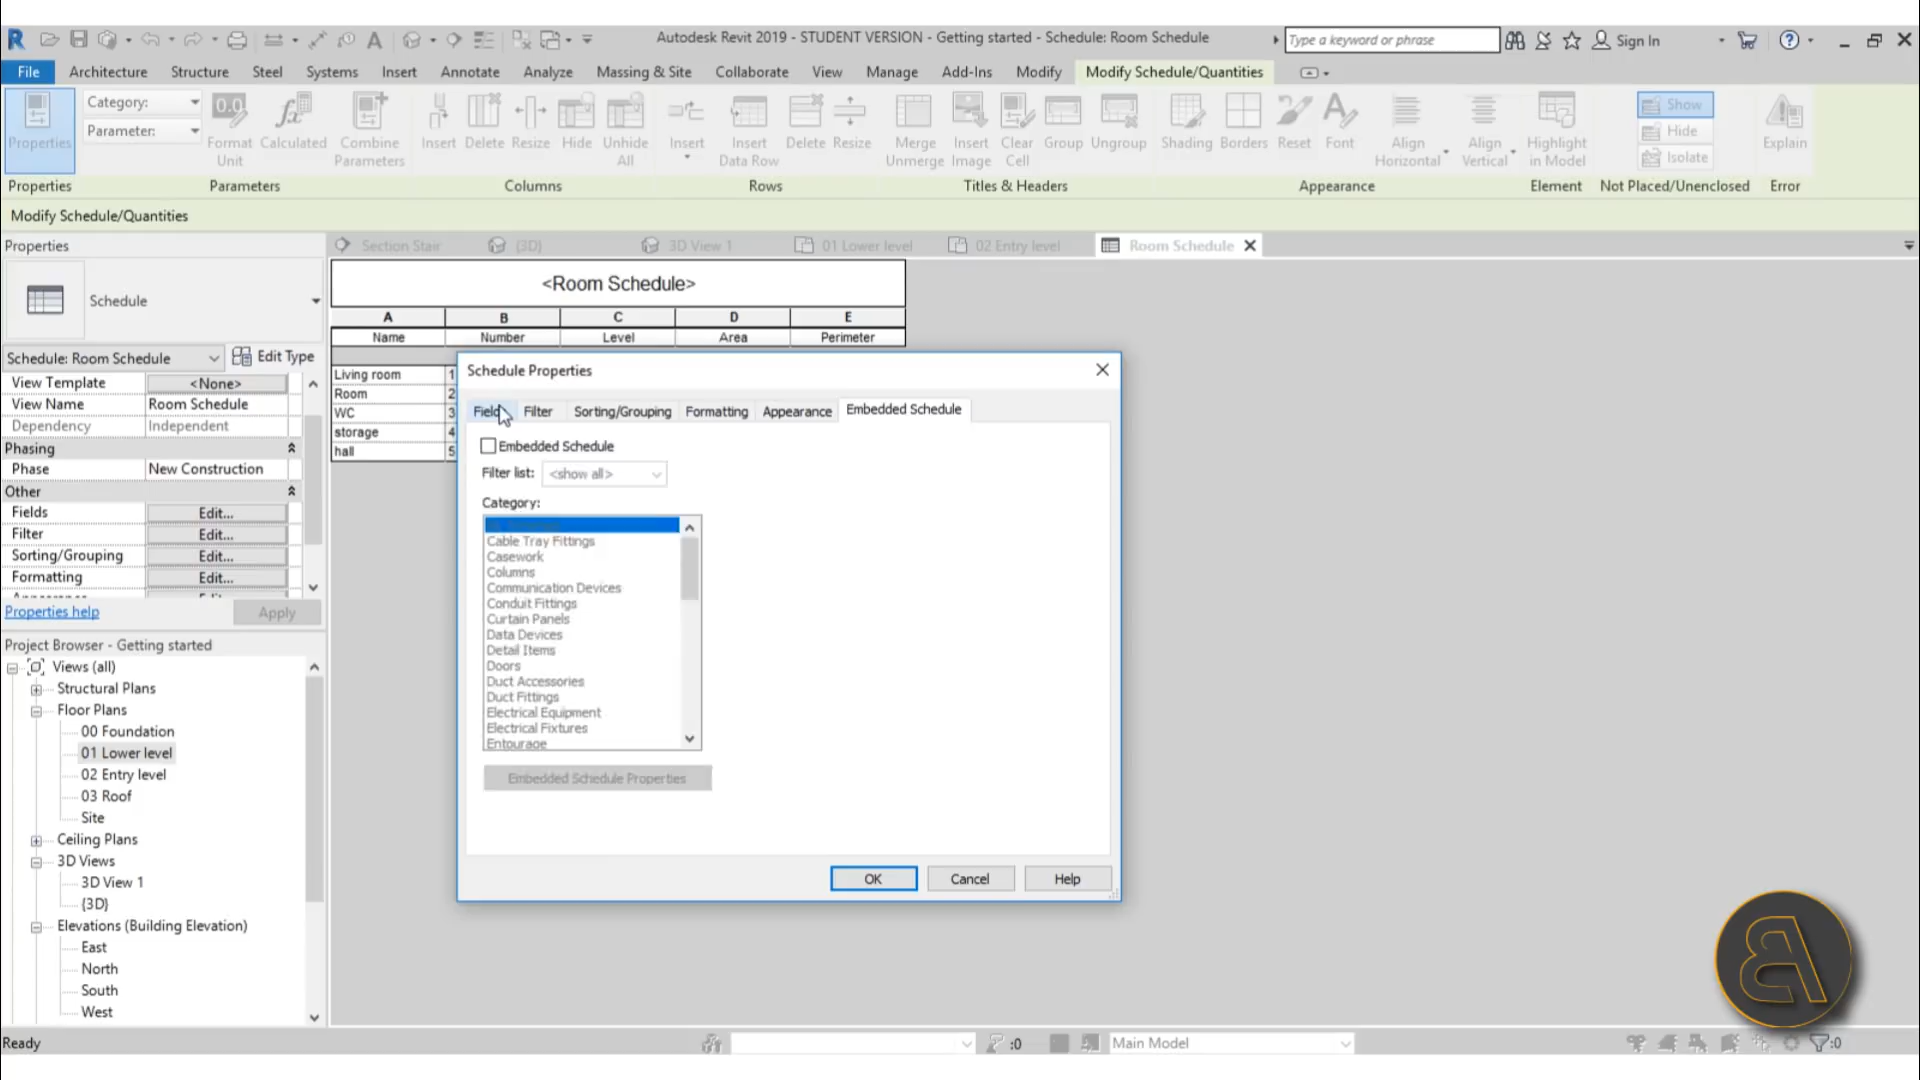 Autodesk Revit 2019 - STUDENT VERSION - Getting started - Schedule: Room Schedule
Type a keyword or phrase
Sign In
File Architecture Structure Steel Systems Insert Annotate Analyze Massing & Site Collaborate View Manage Add-Ins Modify Modify Schedule/Quantities
Properties
Category:
Parameter:
Format Unit
Calculated
Combine Parameters
Insert Delete Resize Hide Unhide All
Insert
Insert Data Row
Delete Resize
Merge Unmerge
Insert Image
Clear Cell
Group Ungroup
Shading Borders Reset Font
Align Horizontal
Align Vertical
Highlight in Model
Show
Hide
Isolate
Explain
Properties Parameters Columns Rows Titles & Headers Appearance Element Not Placed/Unenclosed Error
Modify Schedule/Quantities
Properties
Section Stair {3D} 3D View 1 01 Lower level 02 Entry level Room Schedule
Schedule
Schedule: Room Schedule Edit Type
View Template <None>
View Name Room Schedule
Dependency Independent
Phasing
Phase New Construction
Other
Fields Edit...
Filter Edit...
Sorting/Grouping Edit...
Formatting Edit...
Properties help Apply
<Room Schedule>
A B C D E
Name Number Level Area Perimeter
Living room 1
Room 2
WC 3
storage 4
hall 5
Schedule Properties
Fields Filter Sorting/Grouping Formatting Appearance Embedded Schedule
Embedded Schedule
Filter list: <show all>
Category:
Cable Tray Fittings
Casework
Columns
Communication Devices
Conduit Fittings
Curtain Panels
Data Devices
Detail Items
Doors
Duct Accessories
Duct Fittings
Electrical Equipment
Electrical Fixtures
Entourage
Embedded Schedule Properties
OK Cancel Help
Project Browser - Getting started
Views (all)
Structural Plans
Floor Plans
00 Foundation
01 Lower level
02 Entry level
03 Roof
Site
Ceiling Plans
3D Views
3D View 1
{3D}
Elevations (Building Elevation)
East
North
South
West
Ready
:0
Main Model
:0